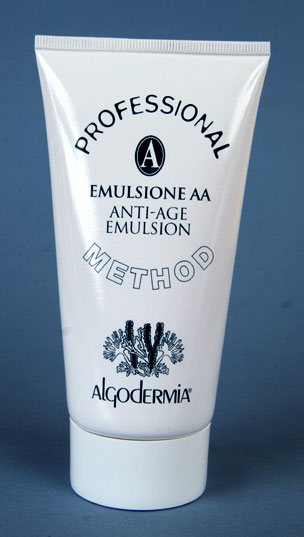 PROFESSIONAL
A
EMULSIONE AA
ANTI-AGE
EMULSION
METHOD
ALGODERMIA®